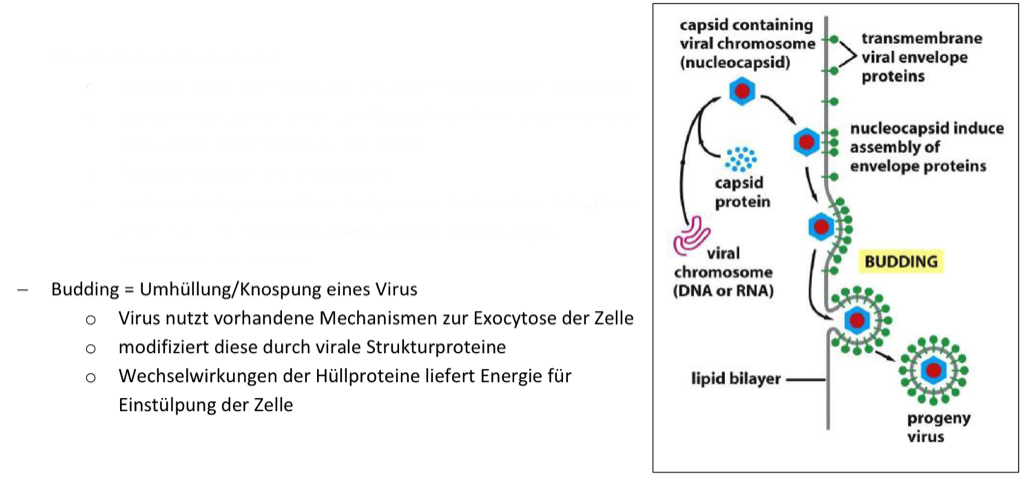 – Budding = Umhüllung/Knospung eines Virus
o Virus nutzt vorhandene Mechanismen zur Exocytose der Zelle
o modifiziert diese durch virale Strukturproteine
o Wechselwirkungen der Hüllproteine liefert Energie für
Einstülpung der Zelle
capsid containing
viral chromosome
(nucleocapsid)
transmembrane
viral envelope
proteins
nucleocapsid induce
assembly of
envelope proteins
capsid
protein
viral
chromosome
(DNA or RNA)
BUDDING
lipid bilayer
progeny
virus